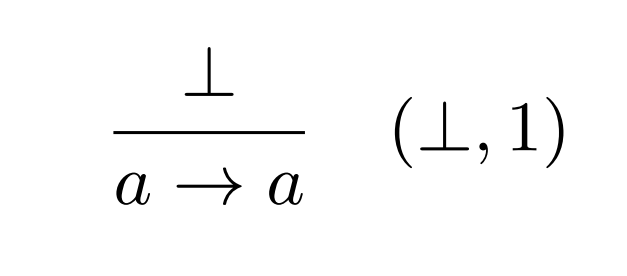 ⊥
a → a (⊥, 1)